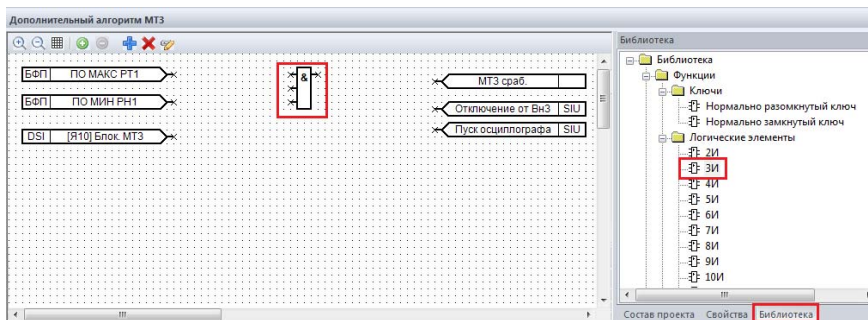 Дополнительный алгоритм МТЗ
БФП ПО МАКС РТ1
БФП ПО МИН РН1
DSI [Я10] Блок. МТЗ
&
МТЗ сраб.
Отключение от ВнЗ SIU
Пуск осциллографа SIU
Библиотека
Библиотека
Функции
Ключи
Нормально разомкнутый ключ
Нормально замкнутый ключ
Логические элементы
2И
3И
4И
5И
6И
7И
8И
9И
10И
Состав проекта Свойства Библиотека